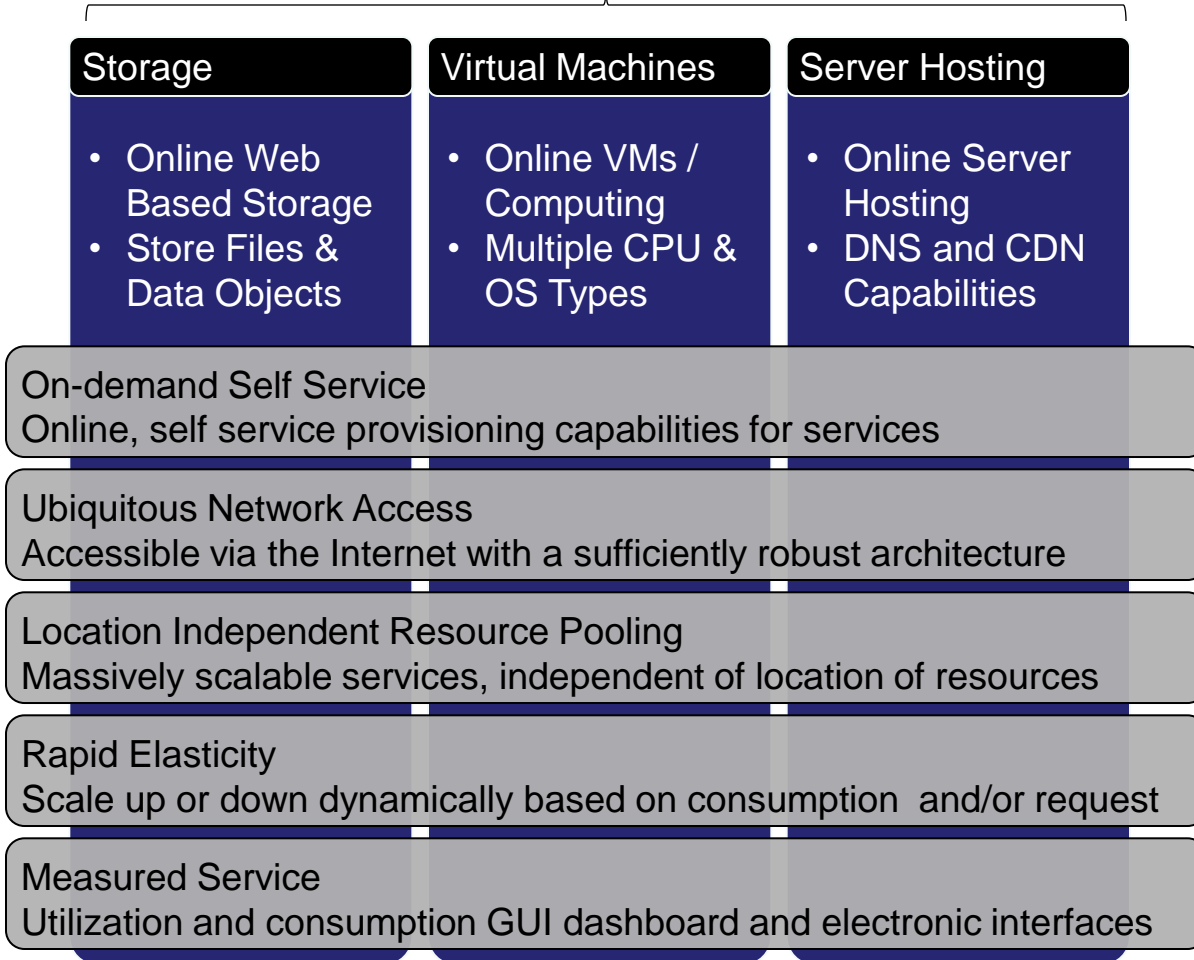 Storage
• Online Web
Based Storage
• Store Files &
Data Objects
Virtual Machines
• Online VMs /
Computing
• Multiple CPU &
OS Types
Server Hosting
• Online Server
Hosting
• DNS and CDN
Capabilities
On-demand Self Service
Online, self service provisioning capabilities for services
Ubiquitous Network Access
Accessible via the Internet with a sufficiently robust architecture
Location Independent Resource Pooling
Massively scalable services, independent of location of resources
Rapid Elasticity
Scale up or down dynamically based on consumption  and/or request
Measured Service
Utilization and consumption GUI dashboard and electronic interfaces